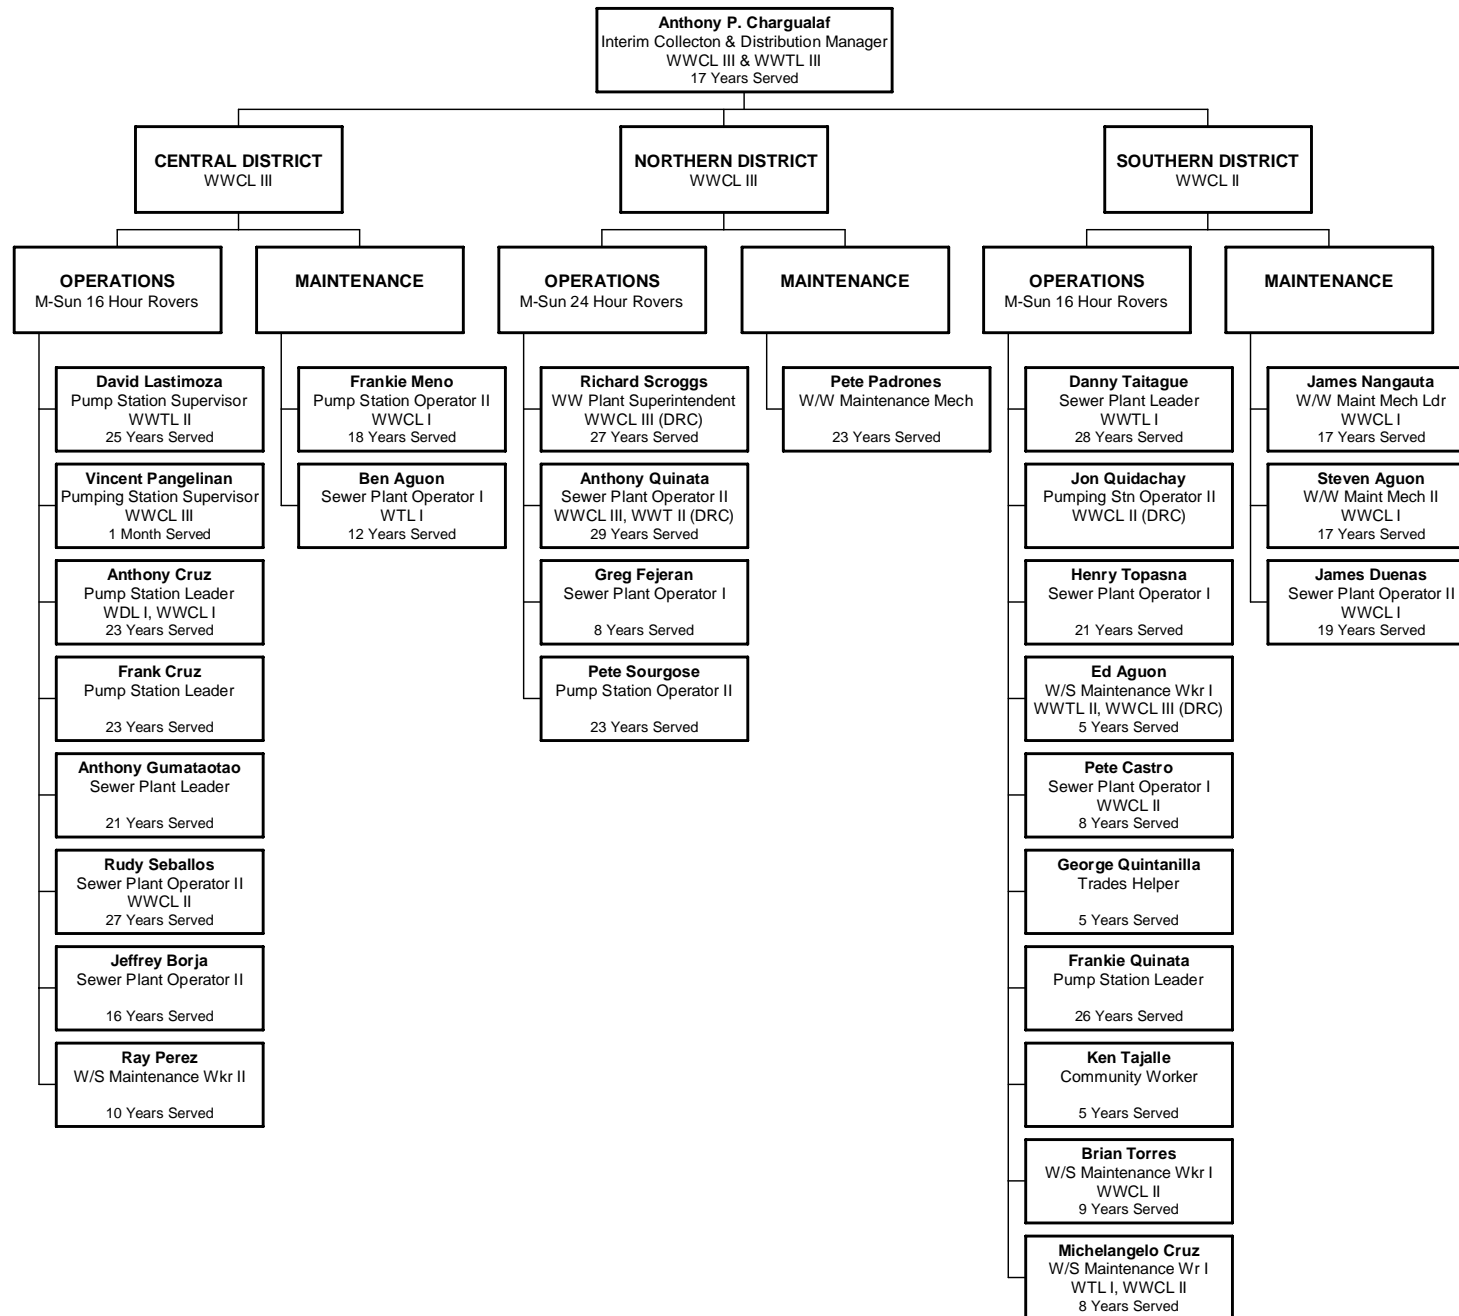 Anthony P. Chargualaf
Interim Collecton & Distribution Manager
WWCL III & WWTL III
17 Years Served
CENTRAL DISTRICT
WWCL III
NORTHERN DISTRICT
WWCL III
SOUTHERN DISTRICT
WWCL II
OPERATIONS
M-Sun 16 Hour Rovers
MAINTENANCE
OPERATIONS
M-Sun 24 Hour Rovers
MAINTENANCE
OPERATIONS
M-Sun 16 Hour Rovers
MAINTENANCE
David Lastimoza
Pump Station Supervisor
WWTL II
25 Years Served
Vincent Pangelinan
Pumping Station Supervisor
WWCL III
1 Month Served
Anthony Cruz
Pump Station Leader
WDL I, WWCL I
23 Years Served
Frank Cruz
Pump Station Leader
23 Years Served
Anthony Gumataotao
Sewer Plant Leader
21 Years Served
Rudy Seballos
Sewer Plant Operator II
WWCL II
27 Years Served
Jeffrey Borja
Sewer Plant Operator II
16 Years Served
Ray Perez
W/S Maintenance Wkr II
10 Years Served
Frankie Meno
Pump Station Operator II
WWCL I
18 Years Served
Ben Aguon
Sewer Plant Operator I
WTL I
12 Years Served
Richard Scroggs
WW Plant Superintendent
WWCL III (DRC)
27 Years Served
Anthony Quinata
Sewer Plant Operator II
WWCL III, WWT II (DRC)
29 Years Served
Greg Fejeran
Sewer Plant Operator I
8 Years Served
Pete Sourgose
Pump Station Operator II
23 Years Served
Pete Padrones
W/W Maintenance Mech
23 Years Served
Danny Taitague
Sewer Plant Leader
WWTL I
28 Years Served
Jon Quidachay
Pumping Stn Operator II
WWCL II (DRC)
Henry Topasna
Sewer Plant Operator I
21 Years Served
Ed Aguon
W/S Maintenance Wkr I
WWTL II, WWCL III (DRC)
5 Years Served
Pete Castro
Sewer Plant Operator I
WWCL II
8 Years Served
George Quintanilla
Trades Helper
5 Years Served
Frankie Quinata
Pump Station Leader
26 Years Served
Ken Tajalle
Community Worker
5 Years Served
Brian Torres
W/S Maintenance Wkr I
WWCL II
9 Years Served
Michelangelo Cruz
W/S Maintenance Wr I
WTL I, WWCL II
8 Years Served
James Nangauta
W/W Maint Mech Ldr
WWCL I
17 Years Served
Steven Aguon
W/W Maint Mech II
WWCL I
17 Years Served
James Duenas
Sewer Plant Operator II
WWCL I
19 Years Served